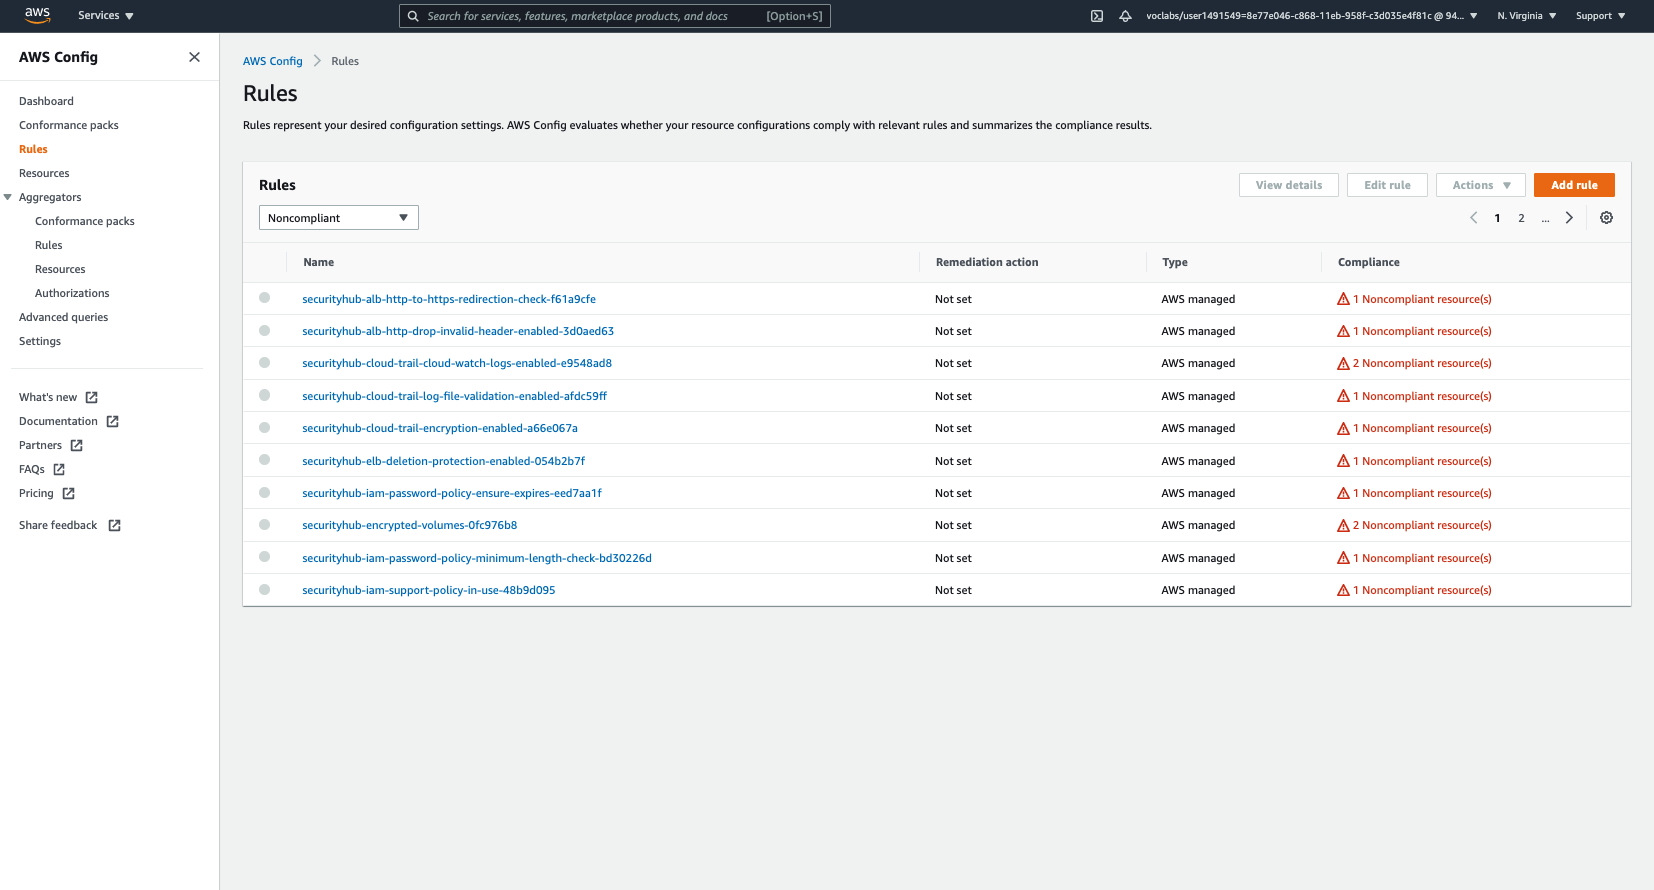 aws Services Search for services, features, marketplace products, and docs [Option+S] voclabs/user1491549=8e77e046-c868-11eb-958f-c3d035e4f81c @ 94... N. Virginia Support
AWS Config
Dashboard
Conformance packs
Rules
Resources
Aggregators
Conformance packs
Rules
Resources
Authorizations
Advanced queries
Settings
What's new
Documentation
Partners
FAQs
Pricing
Share feedback
AWS Config Rules
Rules
Rules represent your desired configuration settings. AWS Config evaluates whether your resource configurations comply with relevant rules and summarizes the compliance results.
Rules View details Edit rule Actions Add rule
Noncompliant 1 2 ...
Name Remediation action Type Compliance
securityhub-alb-http-to-https-redirection-check-f61a9cfe Not set AWS managed 1 Noncompliant resource(s)
securityhub-alb-http-drop-invalid-header-enabled-3d0aed63 Not set AWS managed 1 Noncompliant resource(s)
securityhub-cloud-trail-cloud-watch-logs-enabled-e9548ad8 Not set AWS managed 2 Noncompliant resource(s)
securityhub-cloud-trail-log-file-validation-enabled-afdc59ff Not set AWS managed 1 Noncompliant resource(s)
securityhub-cloud-trail-encryption-enabled-a66e067a Not set AWS managed 1 Noncompliant resource(s)
securityhub-elb-deletion-protection-enabled-054b2b7f Not set AWS managed 1 Noncompliant resource(s)
securityhub-iam-password-policy-ensure-expires-eed7aa1f Not set AWS managed 1 Noncompliant resource(s)
securityhub-encrypted-volumes-0fc976b8 Not set AWS managed 2 Noncompliant resource(s)
securityhub-iam-password-policy-minimum-length-check-bd30226d Not set AWS managed 1 Noncompliant resource(s)
securityhub-iam-support-policy-in-use-48b9d095 Not set AWS managed 1 Noncompliant resource(s)